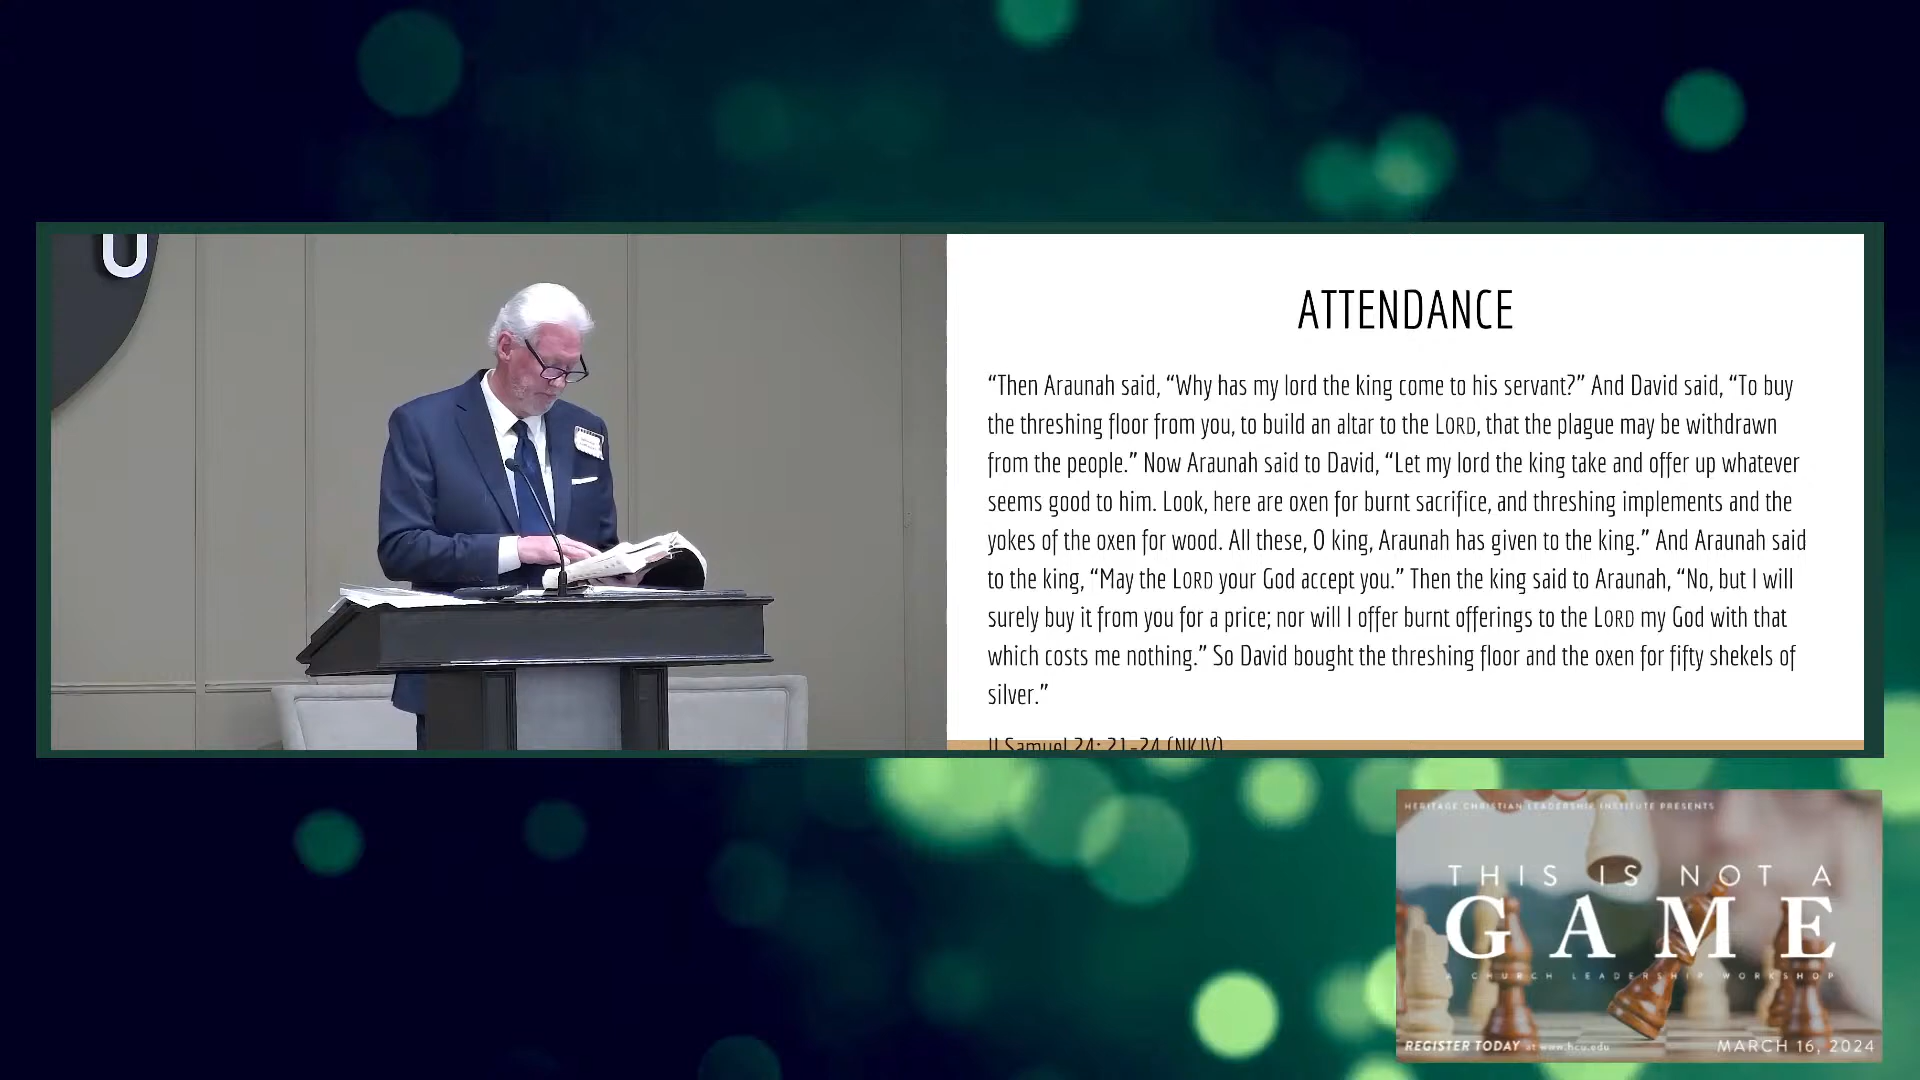 U
ATTENDANCE
“Then Araunah said, “Why has my lord the king come to his servant?” And David said, “To buy
the threshing floor from you, to build an altar to the LORD, that the plague may be withdrawn
from the people.” Now Araunah said to David, “Let my lord the king take and offer up whatever
seems good to him. Look, here are oxen for burnt sacrifice, and threshing implements and the
yokes of the oxen for wood. All these, O king, Araunah has given to the king.” And Araunah said
to the king, “May the LORD your God accept you.” Then the king said to Araunah, “No, but I will
surely buy it from you for a price; nor will I offer burnt offerings to the LORD my God with that
which costs me nothing.” So David bought the threshing floor and the oxen for fifty shekels of
silver.”
II Samuel 24: 21-24 (NKJV)
HERITAGE CHRISTIAN LEADERSHIP INSTITUTE PRESENTS
THIS IS NOT A
GAME
A CHURCH LEADERSHIP WORKSHOP
REGISTER TODAY at www.hcu.edu
MARCH 16, 2024